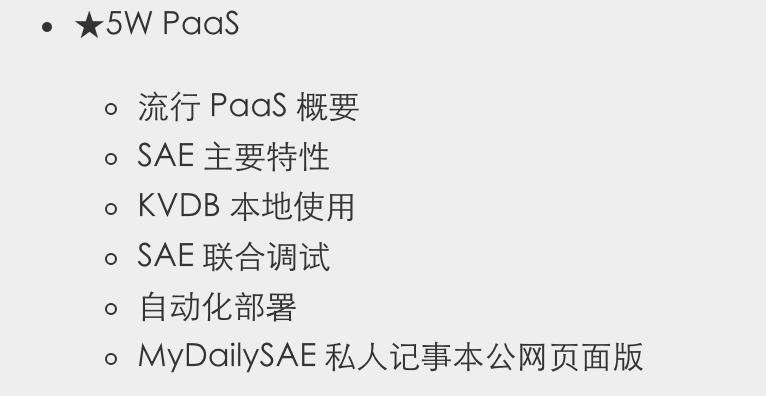 ★5W PaaS
流行 PaaS 概要
SAE 主要特性
KVDB 本地使用
SAE 联合调试
自动化部署
MyDailySAE 私人记事本公网页面版